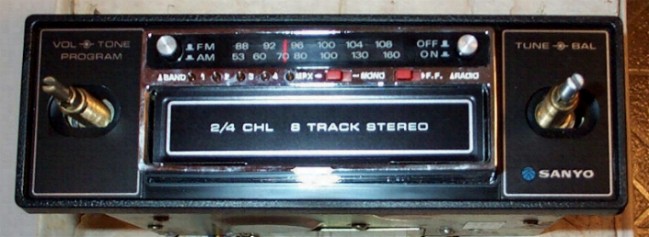 VOL TONE
PROGRAM
FM 88 92 96 100 104 108
AM 53 60 70 80 100 130 160
OFF
ON
TUNE BAL
BAND 1 2 3 4 MPX MONO F.F. RADIO
2/4 CHL 8 TRACK STEREO
SANYO